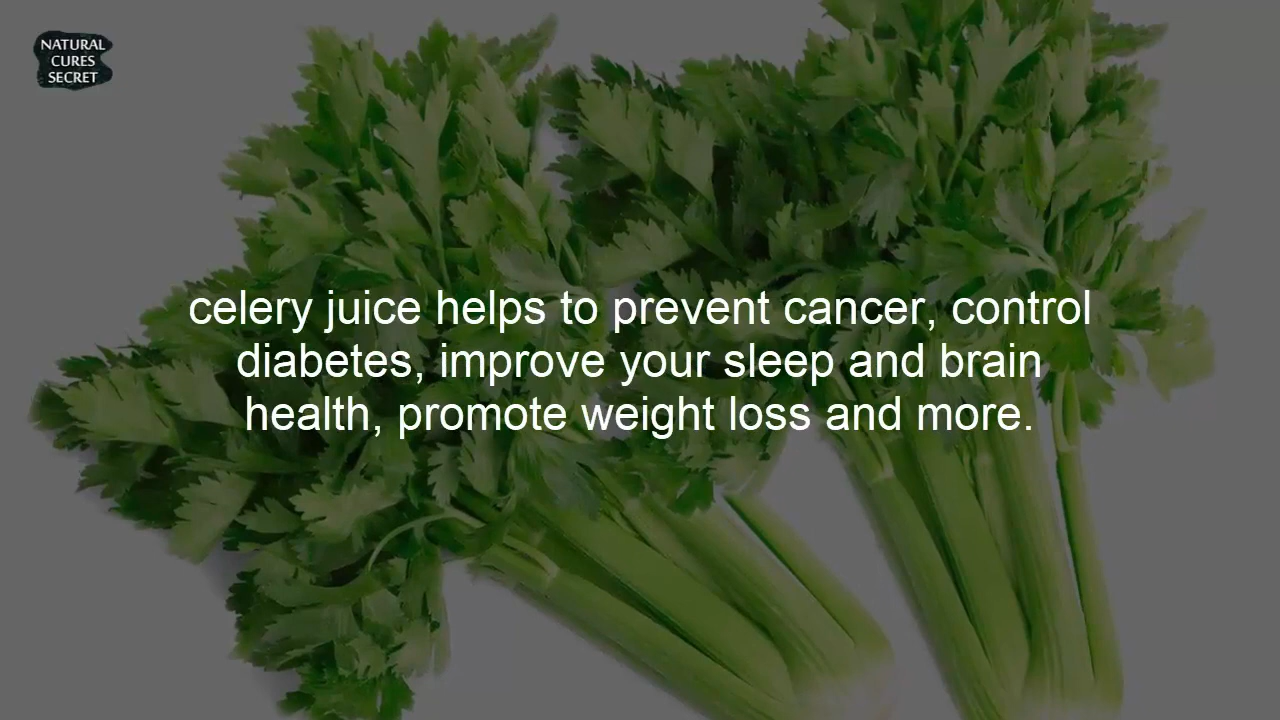 NATURAL
CURES
SECRET
celery juice helps to prevent cancer, control
diabetes, improve your sleep and brain
health, promote weight loss and more.